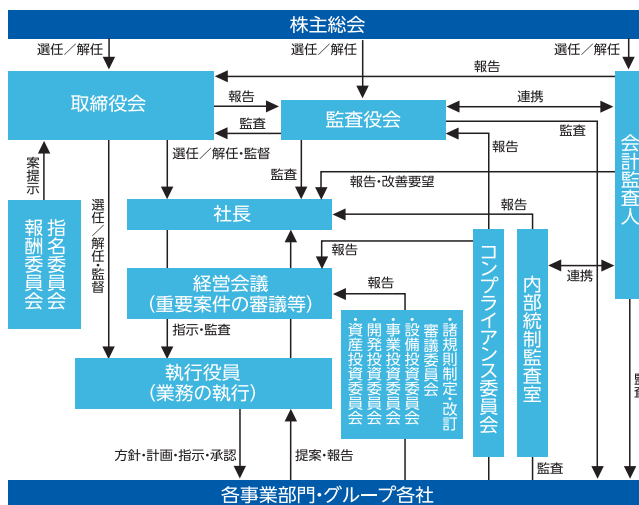 株主総会
選任／解任
選任／解任
選任／解任
報告
取締役会
報告
連携
監査役会
監査
監査
会計監査人
報告
選任／解任・監督
案提示
監査
報告・改善要望
選任／解任・監督
報告
社長
指名委員会
報酬委員会
報告
コンプライアンス委員会
内部統制監査室
連携
経営会議
（重要案件の審議等）
報告
諸規則制定・改訂
審議委員会
・設備投資委員会
・事業投資委員会
・開発投資委員会
・資産投資委員会
指示・監査
執行役員
（業務の執行）
方針・計画・指示・承認
提案・報告
監査
各事業部門・グループ各社